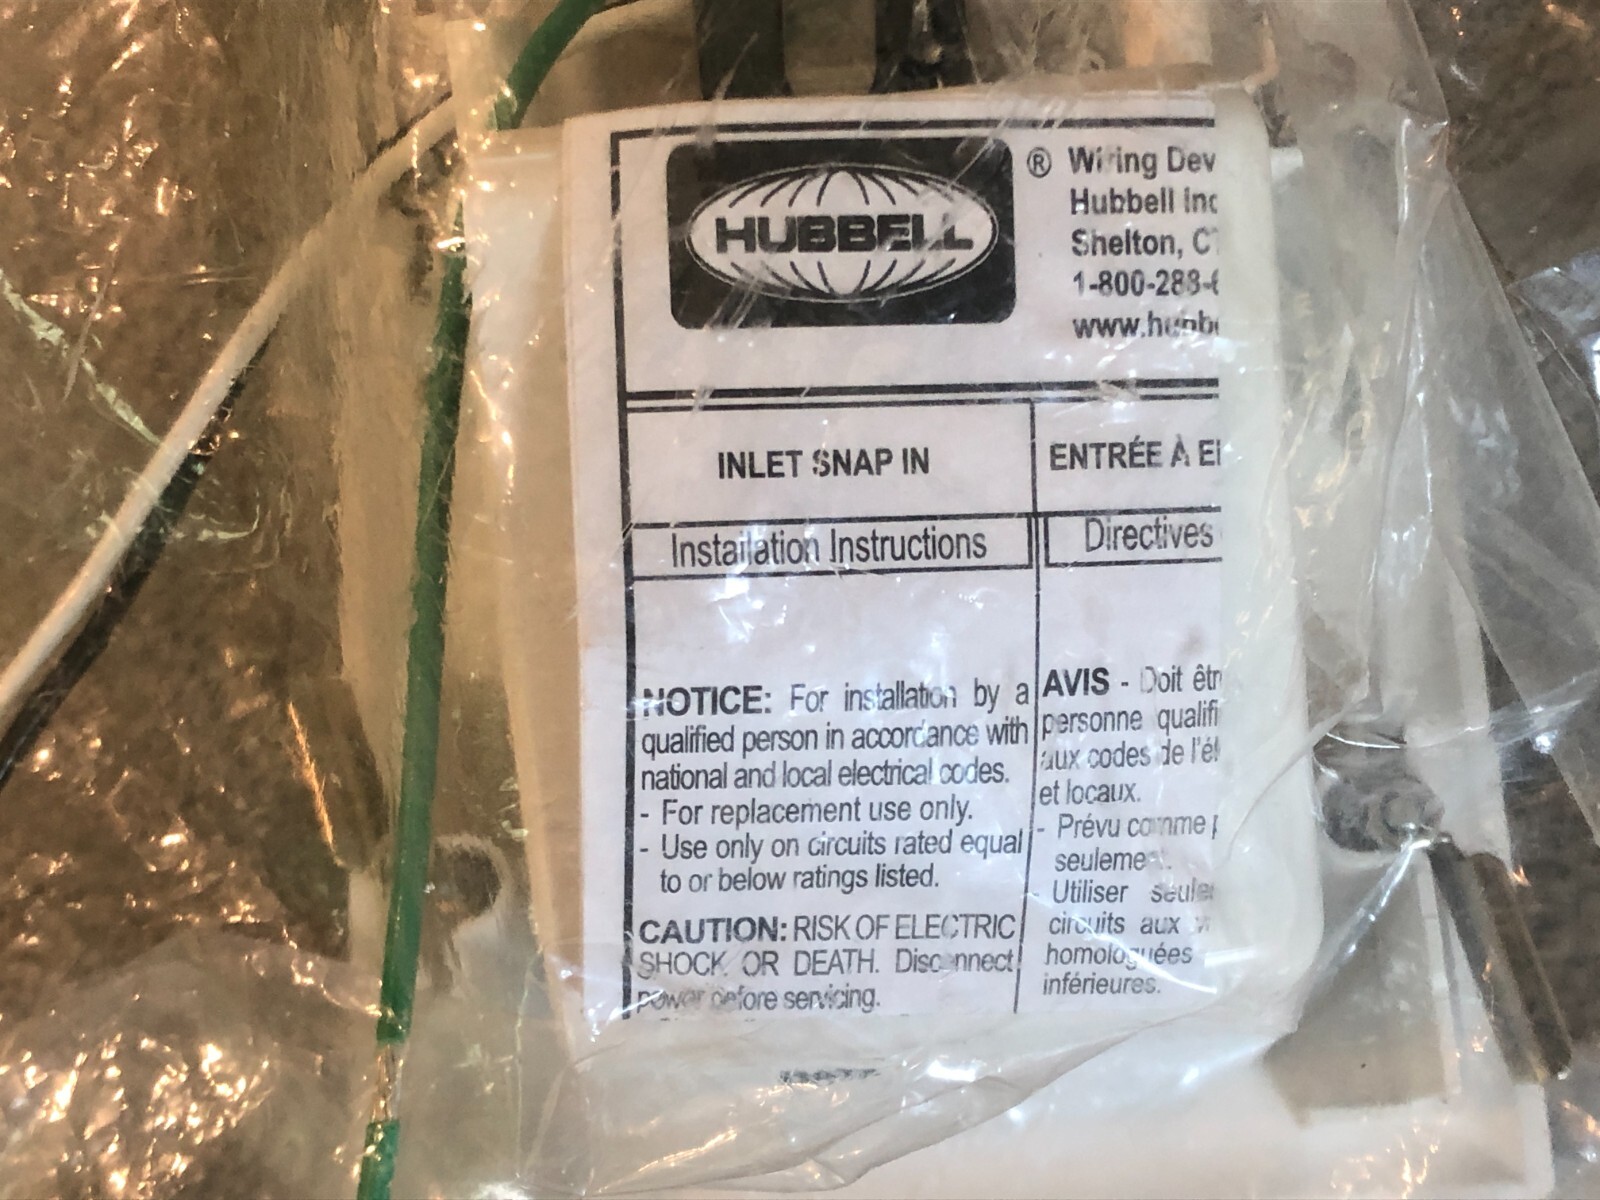 HUBBELL
® Wiring Dev
Hubbell Inc
Shelton, C
1-800-288-
www.hubbe
INLET SNAP IN
ENTRÉE À E
Installation Instructions
Directives
NOTICE: For installation by a
qualified person in accordance with
national and local electrical codes.
- For replacement use only.
- Use only on circuits rated equal
to or below ratings listed.
CAUTION: RISK OF ELECTRIC
SHOCK OR DEATH. Disconnect
power before servicing.
AVIS - Doit êtr
personne qualifi
aux codes de l'él
et locaux.
- Prévu comme
seulement.
- Utiliser seule
circuits aux
homologuées
inférieures.